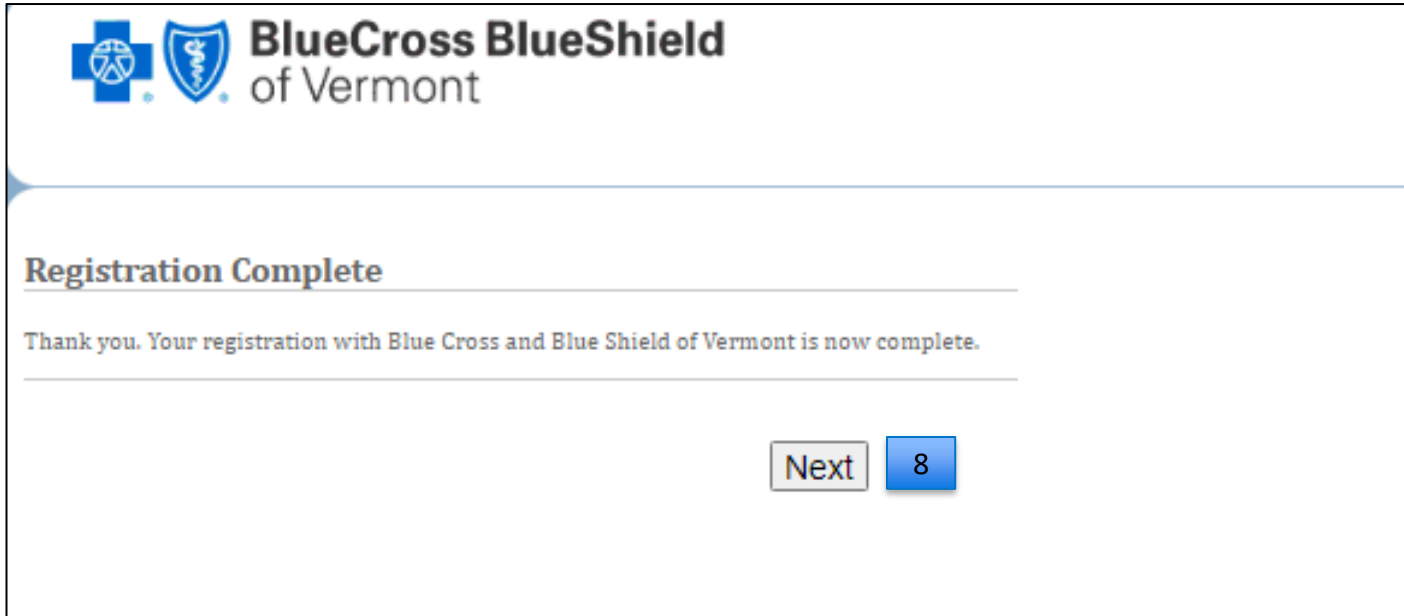 BlueCross BlueShield
of Vermont
Registration Complete
Thank you. Your registration with Blue Cross and Blue Shield of Vermont is now complete.
Next 8